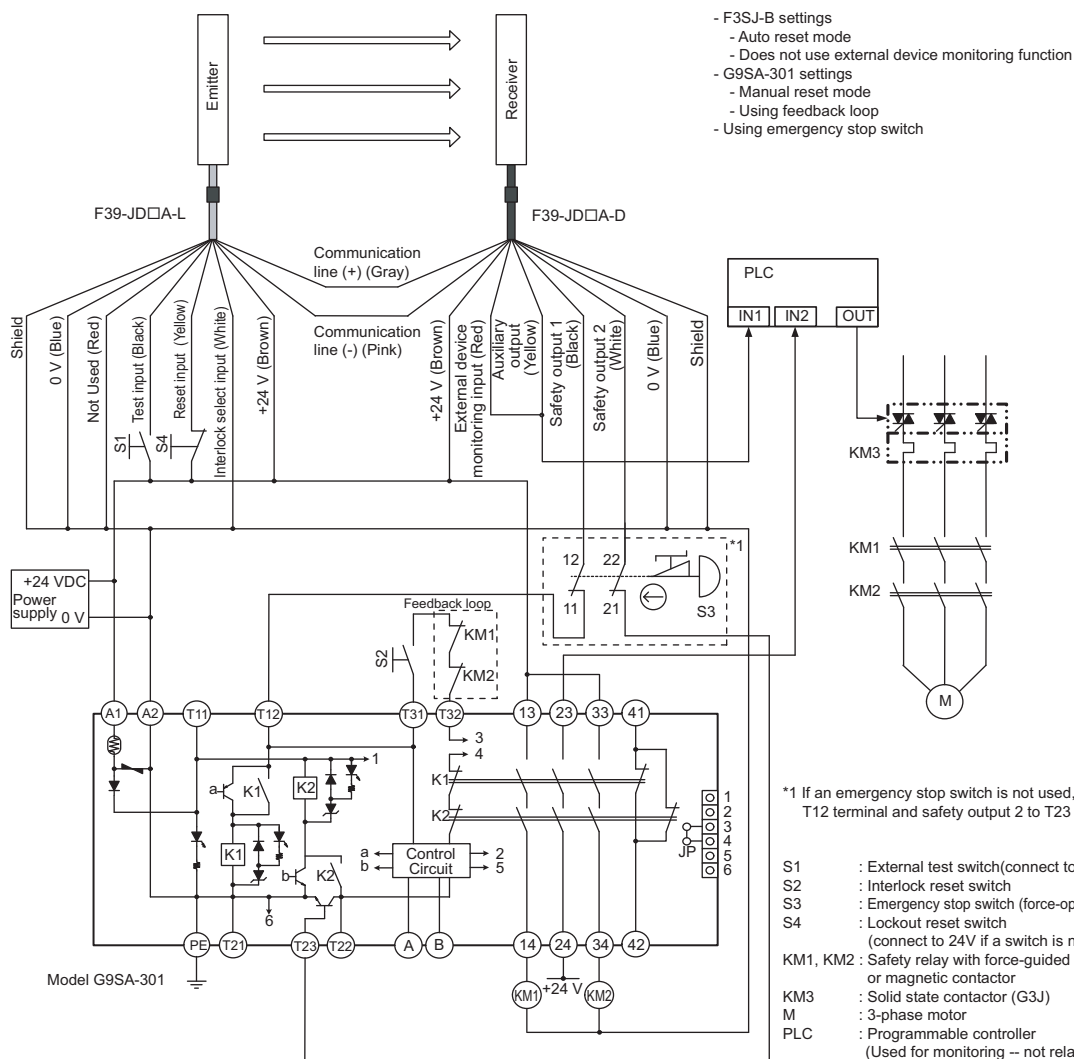 - F3SJ-B settings
- Auto reset mode
- Does not use external device monitoring function
- G9SA-301 settings
- Manual reset mode
- Using feedback loop
- Using emergency stop switch
Emitter
Receiver
F39-JD□A-L
F39-JD□A-D
Communication
line (+) (Gray)
Communication
line (-) (Pink)
Shield
0 V (Blue)
Not Used (Red)
Test input (Black)
Reset input (Yellow)
Interlock select input (White)
+24 V (Brown)
+24 V (Brown)
External device
monitoring input (Red)
Auxiliary
output
(Yellow)
Safety output 1
(Black)
Safety output 2
(White)
0 V (Blue)
Shield
PLC
IN1
IN2
OUT
S1
S4
KM3
KM1
KM2
M
*1
12
22
11
21
S3
+24 VDC
Power
supply
0 V
Feedback loop
S2
KM1
KM2
A1
A2
T11
T12
T31
T32
13
23
33
41
3
4
1
a
K1
K2
K1
K1
K2
b
K2
6
a
b
Control
Circuit
2
5
JP
1
2
3
4
5
6
PE
T21
T23
T22
A
B
14
24
34
42
Model G9SA-301
KM1
+24 V
KM2
*1 If an emergency stop switch is not used,
T12 terminal and safety output 2 to T23
S1 : External test switch(connect to
S2 : Interlock reset switch
S3 : Emergency stop switch (force-op
S4 : Lockout reset switch
(connect to 24V if a switch is n
KM1, KM2 : Safety relay with force-guided
or magnetic contactor
KM3 : Solid state contactor (G3J)
M : 3-phase motor
PLC : Programmable controller
(Used for monitoring -- not rela